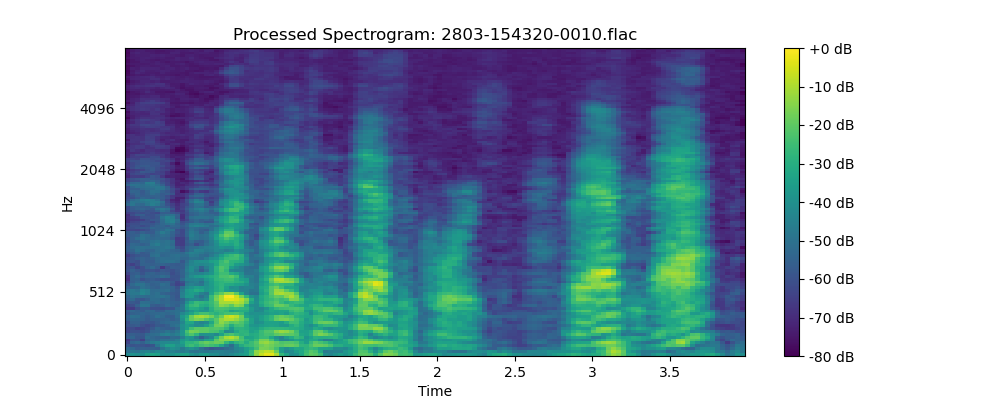 Processed Spectrogram: 2803-154320-0010.flac
Hz
4096
2048
1024
512
0
0 0.5 1 1.5 2 2.5 3 3.5
Time
+0 dB
-10 dB
-20 dB
-30 dB
-40 dB
-50 dB
-60 dB
-70 dB
-80 dB